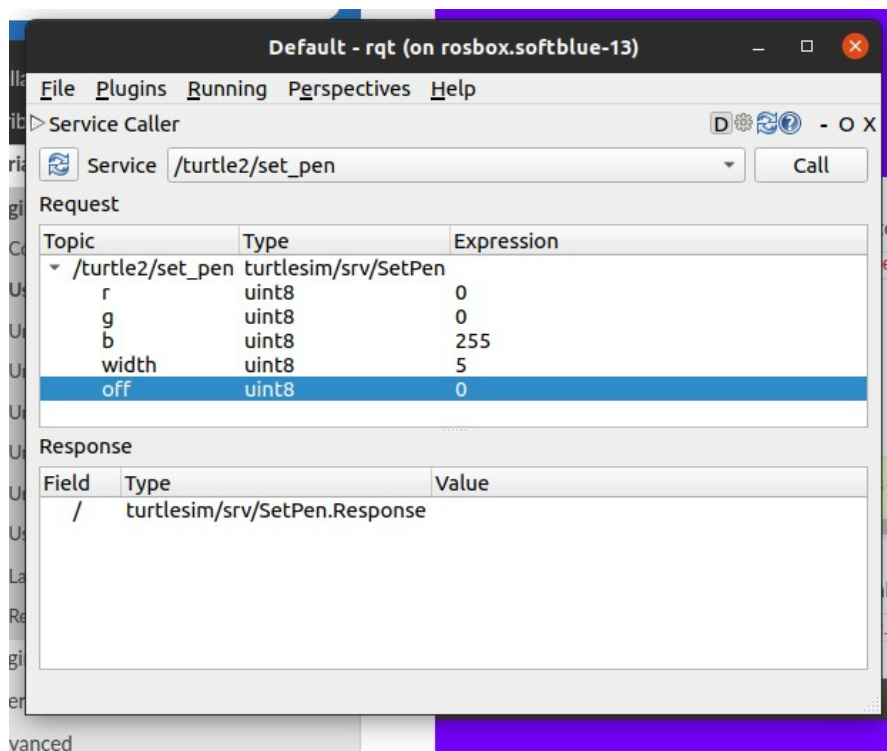 Default - rqt (on rosbox.softblue-13)
File Plugins Running Perspectives Help
Service Caller D - O X
Service /turtle2/set_pen Call
Request
Topic Type Expression
/turtle2/set_pen turtlesim/srv/SetPen
r uint8 0
g uint8 0
b uint8 255
width uint8 5
off uint8 0
Response
Field Type Value
/ turtlesim/srv/SetPen.Response
vanced